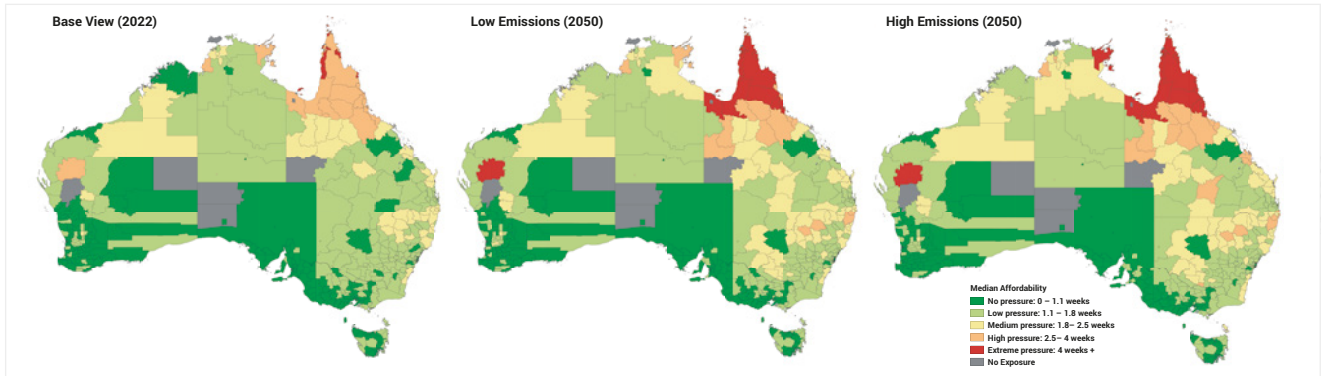 Base View (2022)
Low Emissions (2050)
High Emissions (2050)
Median Affordability
No pressure: 0 – 1.1 weeks
Low pressure: 1.1 – 1.8 weeks
Medium pressure: 1.8– 2.5 weeks
High pressure: 2.5– 4 weeks
Extreme pressure: 4 weeks +
No Exposure